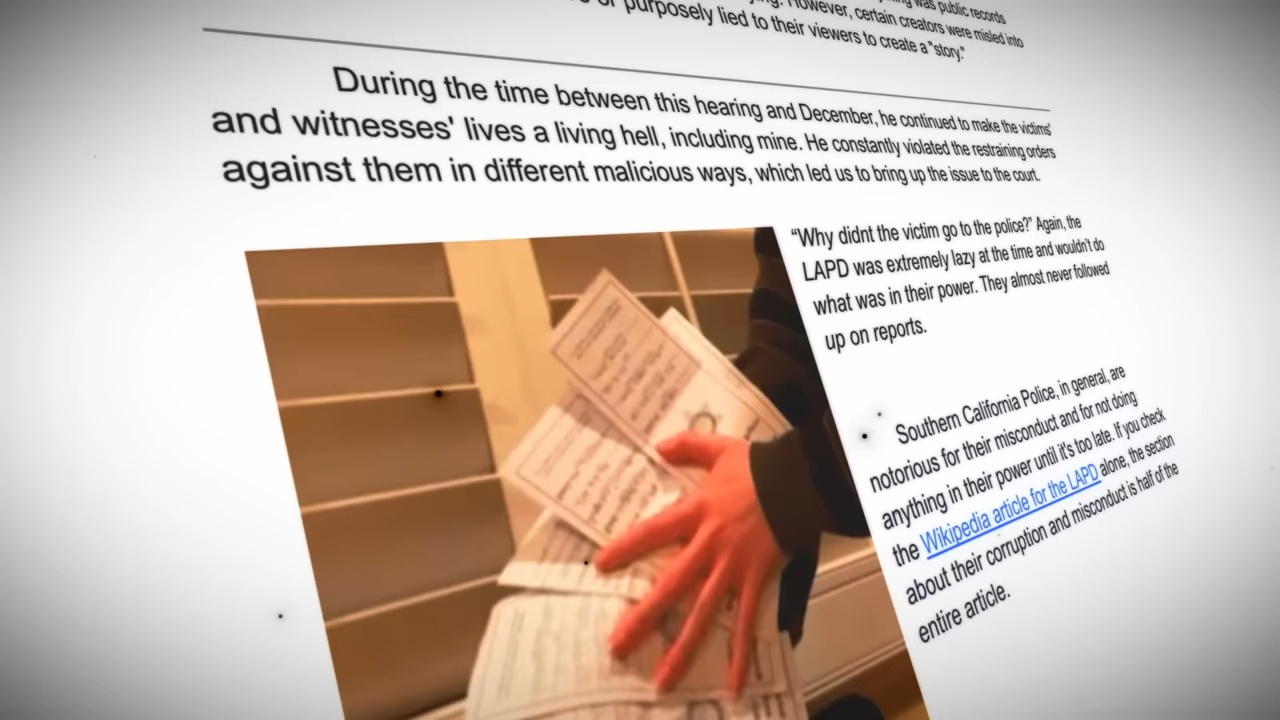 was public records
However, certain creators were misled into
or purposely lied to their viewers to create a "story."
During the time between this hearing and December, he continued to make the victims'
and witnesses' lives a living hell, including mine. He constantly violated the restraining orders
against them in different malicious ways, which led us to bring up the issue to the court.
“Why didnt the victim go to the police?” Again, the
LAPD was extremely lazy at the time and wouldn't do
what was in their power. They almost never followed
up on reports.
Southern California Police, in general, are
notorious for their misconduct and for not doing
anything in their power until it's too late. If you check
the Wikipedia article for the LAPD alone, the section
about their corruption and misconduct is half of the
entire article.